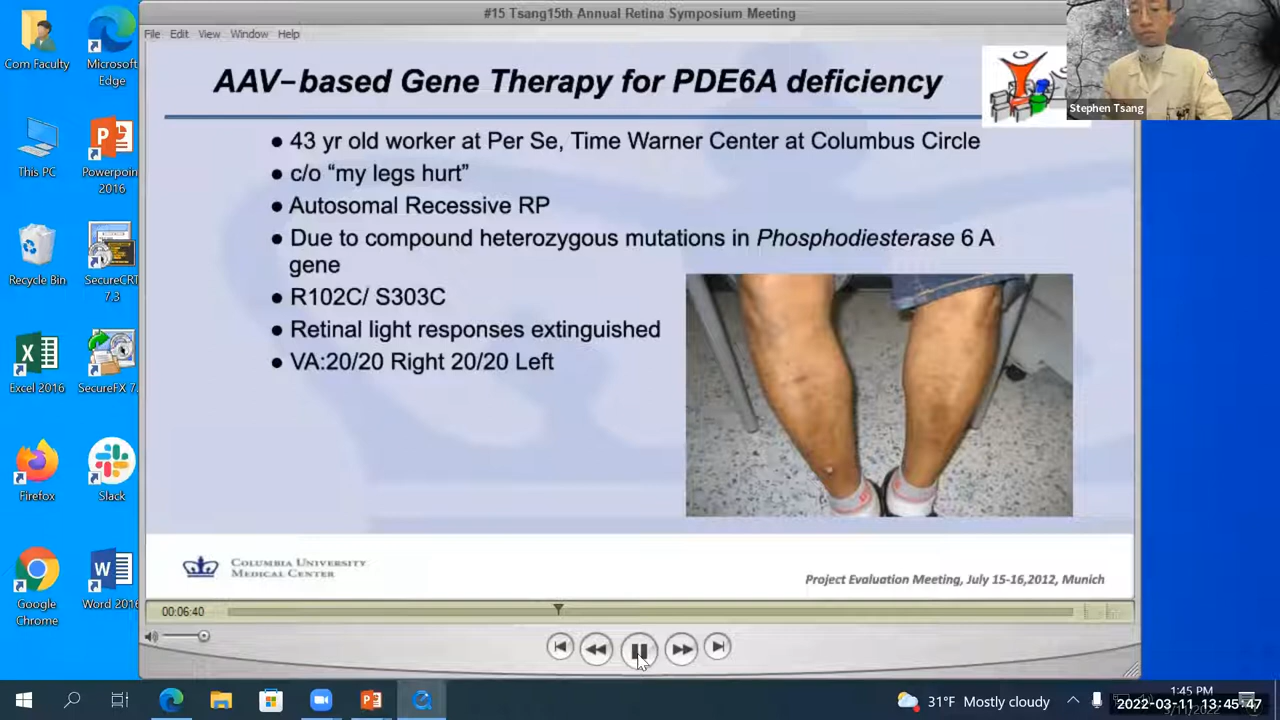 #15 Tsang15th Annual Retina Symposium Meeting
File Edit View Window Help
Com Faculty
Microsoft Edge
This PC
Powerpoint 2016
Recycle Bin
SecureCRT 7.3
Excel 2016
SecureFX 7.
Firefox
Slack
Google Chrome
Word 2016
AAV–based Gene Therapy for PDE6A deficiency
Stephen Tsang
● 43 yr old worker at Per Se, Time Warner Center at Columbus Circle
● c/o “my legs hurt”
● Autosomal Recessive RP
● Due to compound heterozygous mutations in Phosphodiesterase 6 A
gene
● R102C/ S303C
● Retinal light responses extinguished
● VA:20/20 Right 20/20 Left
COLUMBIA UNIVERSITY
MEDICAL CENTER
Project Evaluation Meeting, July 15-16,2012, Munich
00:06:40
31°F Mostly cloudy
1:45 PM
2022-03-11 13:45:47